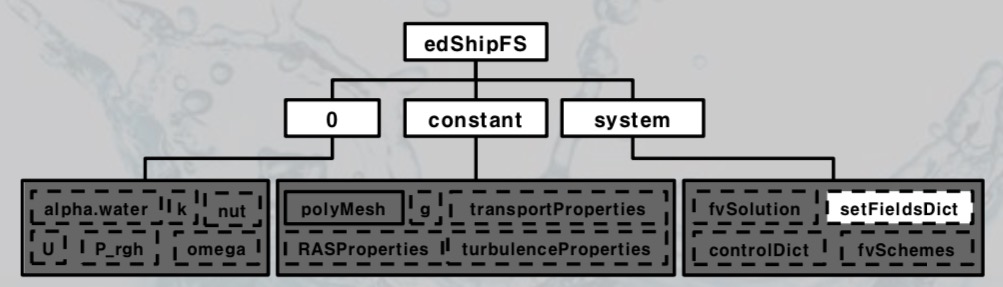 edShipFS
0 constant system
alpha.water k nut polyMesh g transportProperties fvSolution setFieldsDict
U P_rgh omega RASProperties turbulenceProperties controlDict fvSchemes